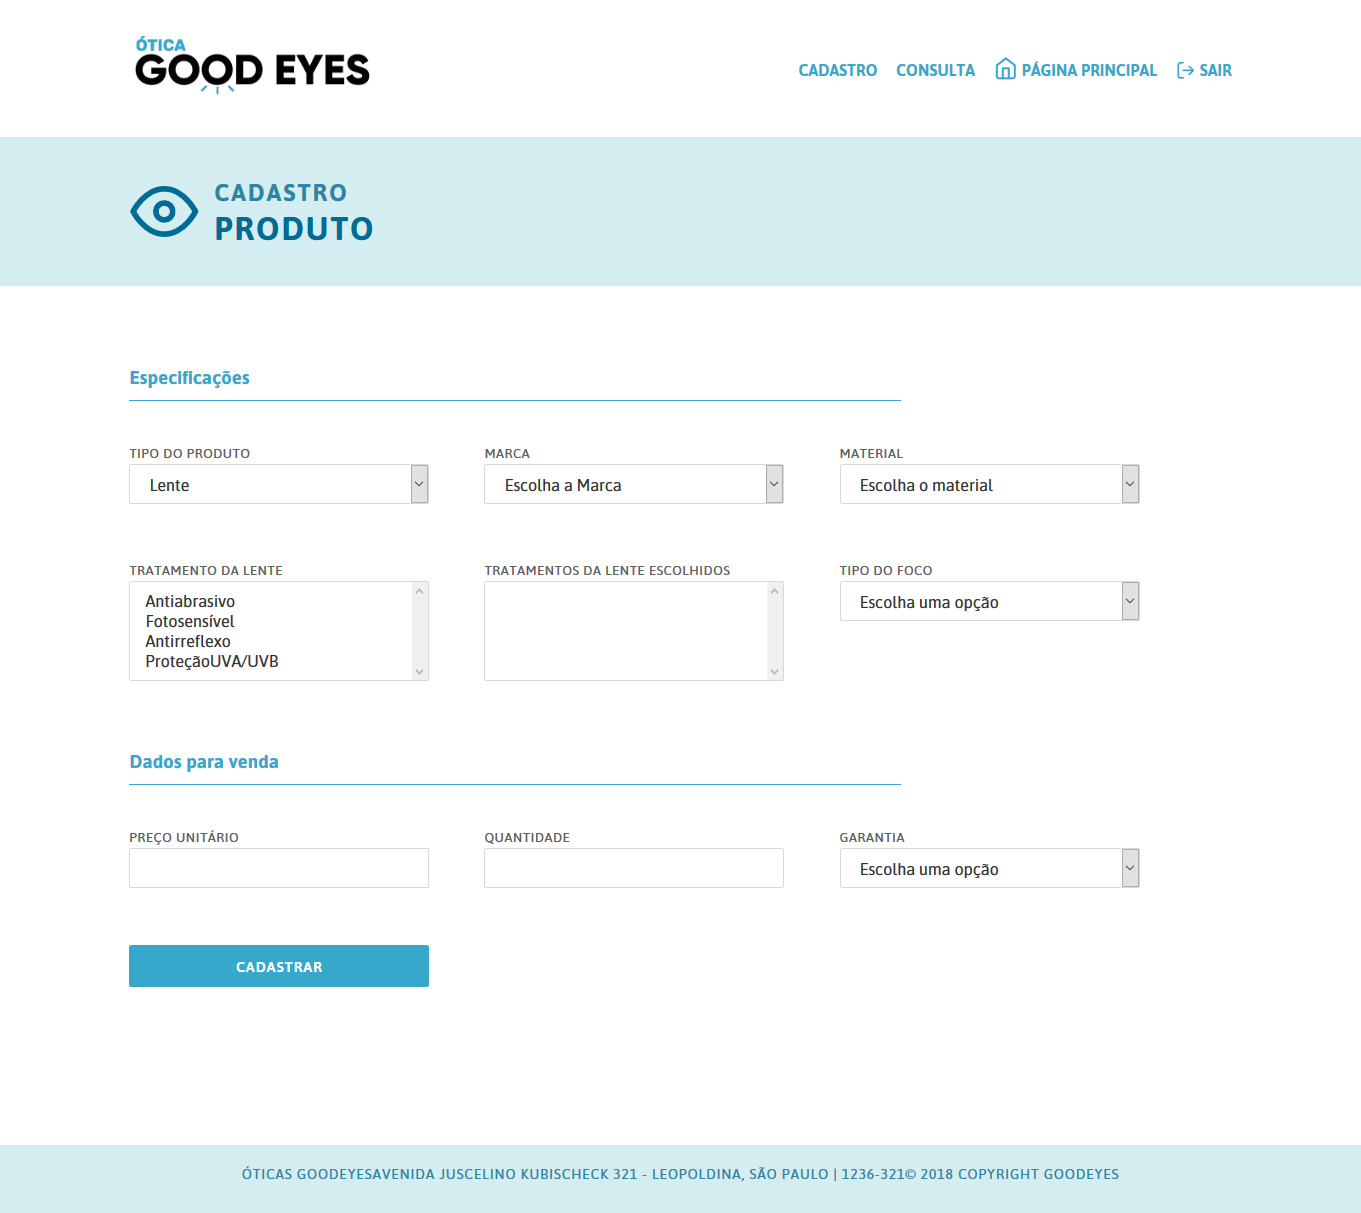 ÓTICA
GOOD EYES
CADASTRO CONSULTA PÁGINA PRINCIPAL SAIR
CADASTRO
PRODUTO
Especificações
TIPO DO PRODUTO MARCA MATERIAL
Lente Escolha a Marca Escolha o material
TRATAMENTO DA LENTE TRATAMENTOS DA LENTE ESCOLHIDOS TIPO DO FOCO
Escolha uma opção
Antiabrasivo
Fotosensível
Antirreflexo
ProteçãoUVA/UVB
Dados para venda
PREÇO UNITÁRIO QUANTIDADE GARANTIA
Escolha uma opção
CADASTRAR
ÓTICAS GOODEYESAVENIDA JUSCELINO KUBISCHECK 321 - LEOPOLDINA, SÃO PAULO | 1236-321© 2018 COPYRIGHT GOODEYES